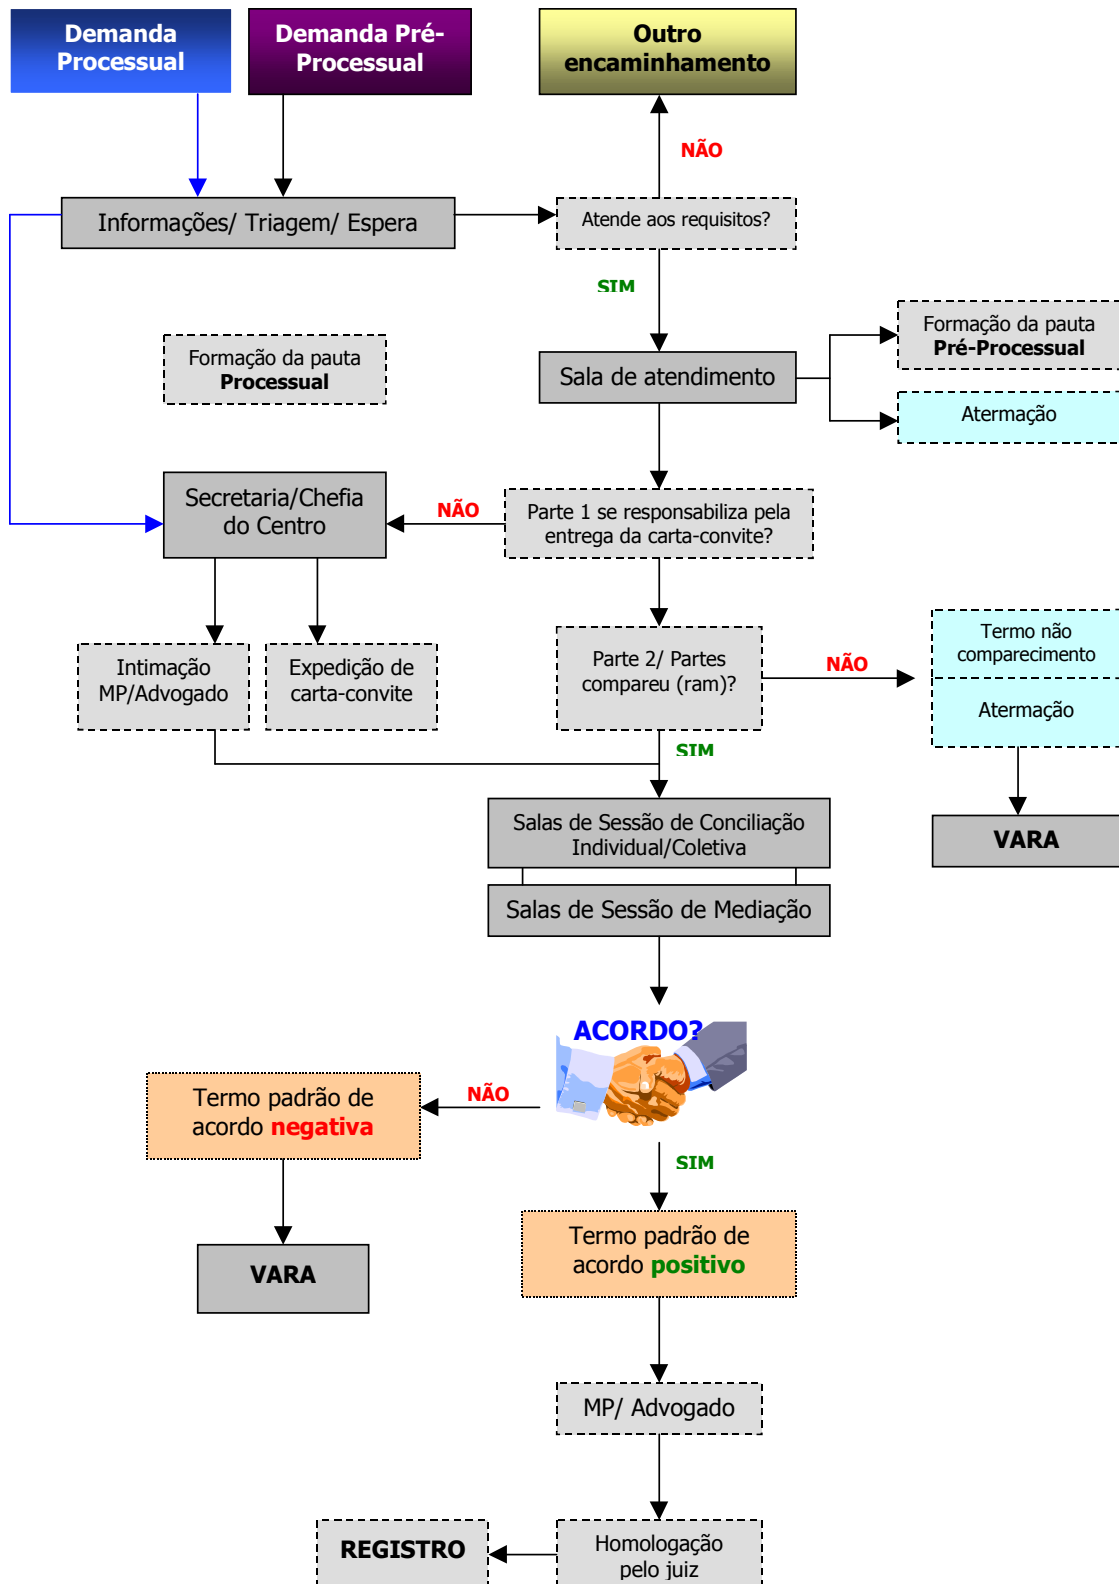 Demanda
Processual
Demanda Pré-
Processual
Outro
encaminhamento
NÃO
Informações/ Triagem/ Espera
Atende aos requisitos?
SIM
Formação da pauta
Pré-Processual
Formação da pauta
Processual
Sala de atendimento
Atermação
Secretaria/Chefia
do Centro
NÃO
Parte 1 se responsabiliza pela
entrega da carta-convite?
Intimação
MP/Advogado
Expedição de
carta-convite
Parte 2/ Partes
compareu (ram)?
NÃO
Termo não
comparecimento
Atermação
SIM
Salas de Sessão de Conciliação
Individual/Coletiva
VARA
Salas de Sessão de Mediação
ACORDO?
NÃO
Termo padrão de
acordo negativa
SIM
Termo padrão de
acordo positivo
VARA
MP/ Advogado
REGISTRO
Homologação
pelo juiz